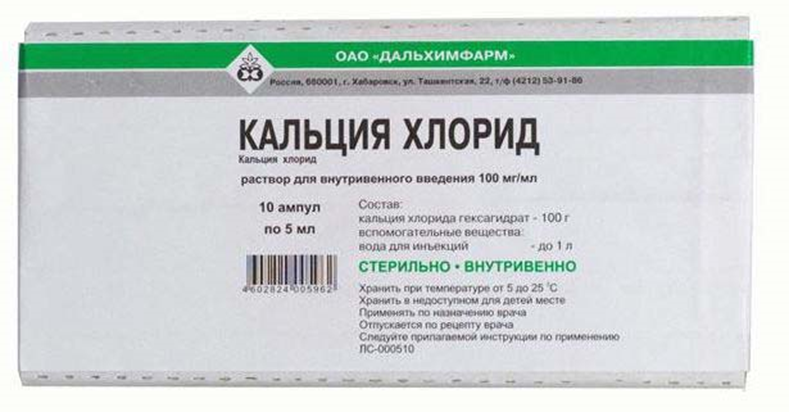 ОАО «ДАЛЬХИМФАРМ»
Россия, 680001, г. Хабаровск, ул. Ташкентская, 22, т/ф (4212) 53-91-86
КАЛЬЦИЯ ХЛОРИД
Кальция хлорид
раствор для внутривенного введения 100 мг/мл
10 ампул
по 5 мл
Состав:
кальция хлорида гексагидрат - 100 г
вспомогательные вещества:
вода для инъекций - до 1 л
СТЕРИЛЬНО • ВНУТРИВЕННО
4602824 005962
Хранить при температуре от 5 до 25 °С
Хранить в недоступном для детей месте
Применять по назначению врача
Отпускается по рецепту врача
Следуйте прилагаемой инструкции по применению
ЛС-000510